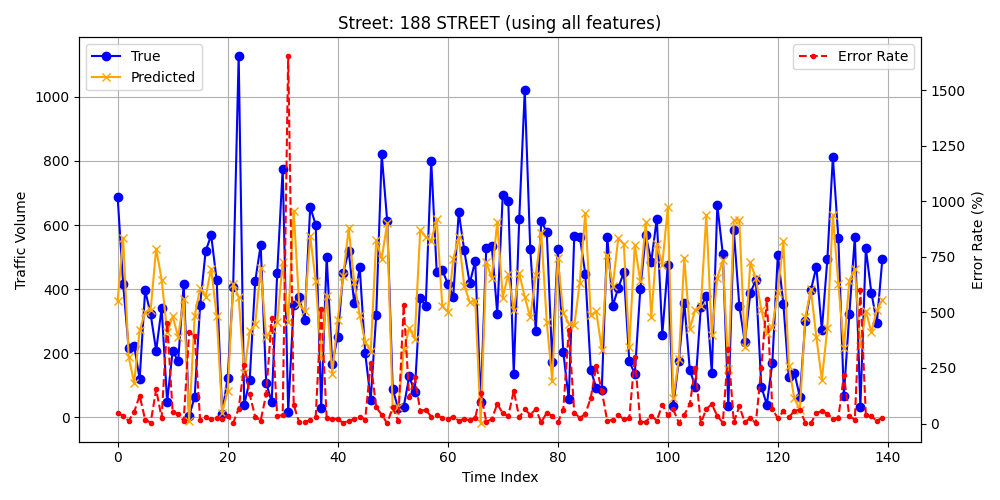 Street: 188 STREET (using all features)
True
Predicted
Error Rate
Traffic Volume
1000
800
600
400
200
0
1500
1250
1000
750
500
250
0
Error Rate (%)
0 20 40 60 80 100 120 140
Time Index